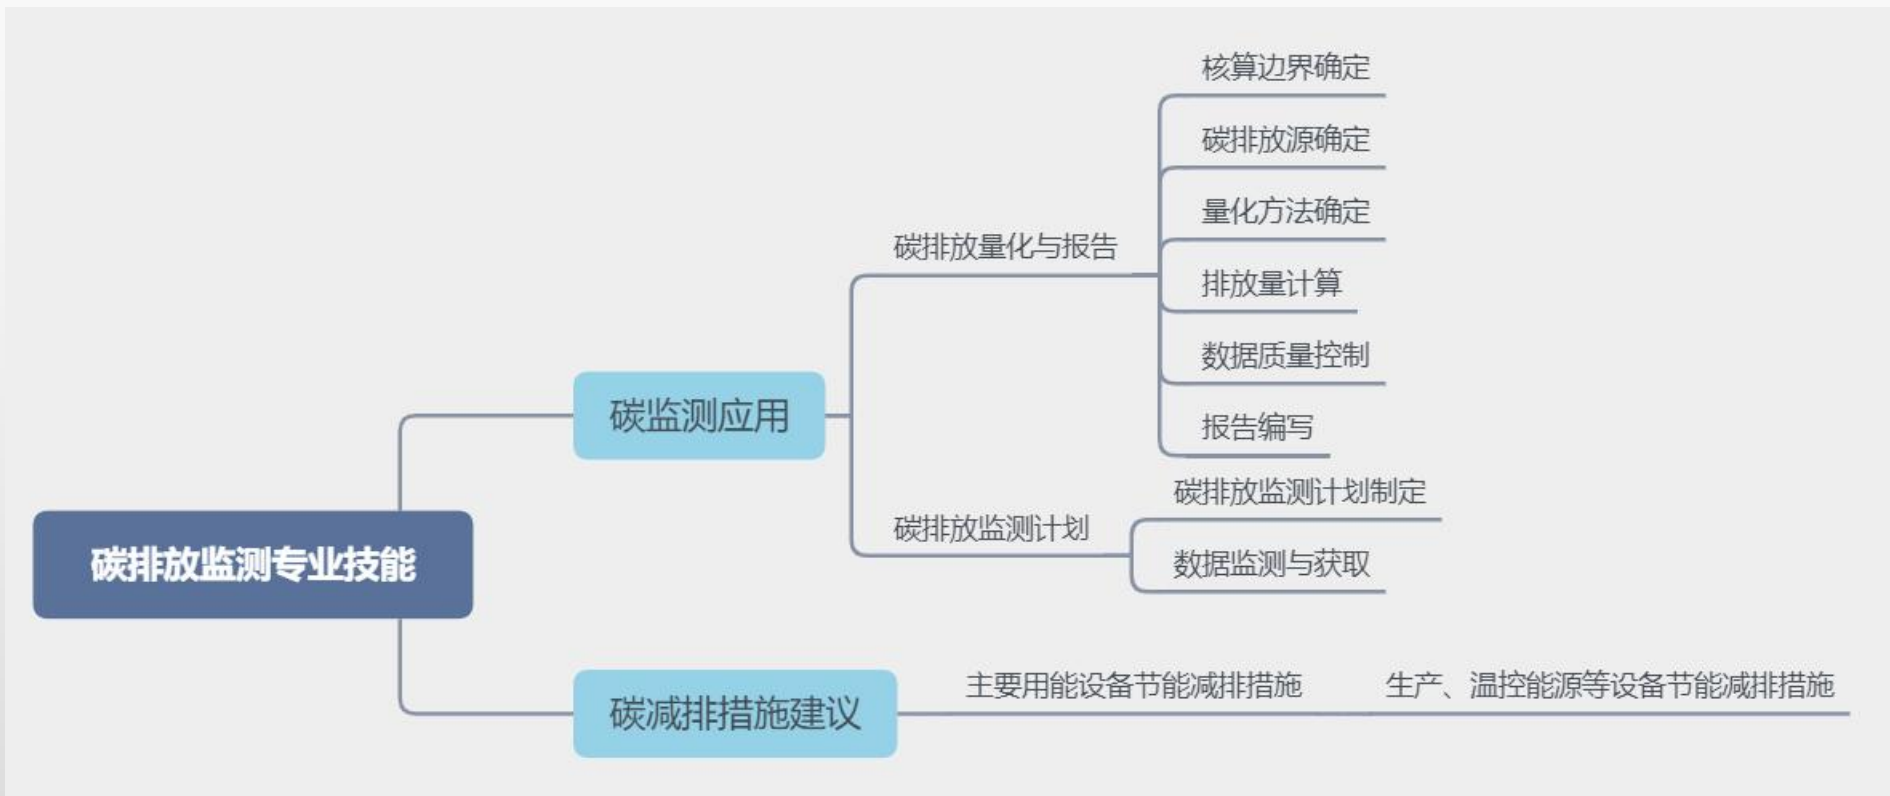 核算边界确定
碳排放源确定
量化方法确定
碳排放量化与报告
排放量计算
数据质量控制
碳监测应用
报告编写
碳排放监测计划制定
碳排放监测计划
数据监测与获取
碳排放监测专业技能
主要用能设备节能减排措施
生产、温控能源等设备节能减排措施
碳减排措施建议